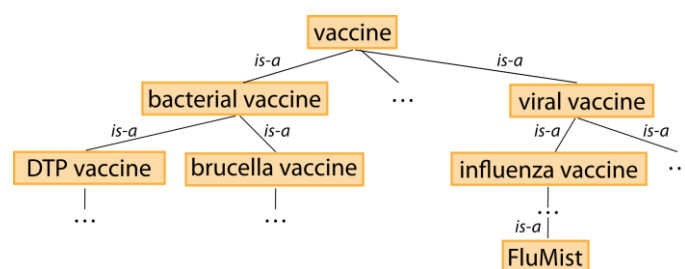 vaccine
is-a is-a
bacterial vaccine ... viral vaccine
is-a is-a is-a is-a
DTP vaccine brucella vaccine influenza vaccine ..
... ... ...
is-a
FluMist